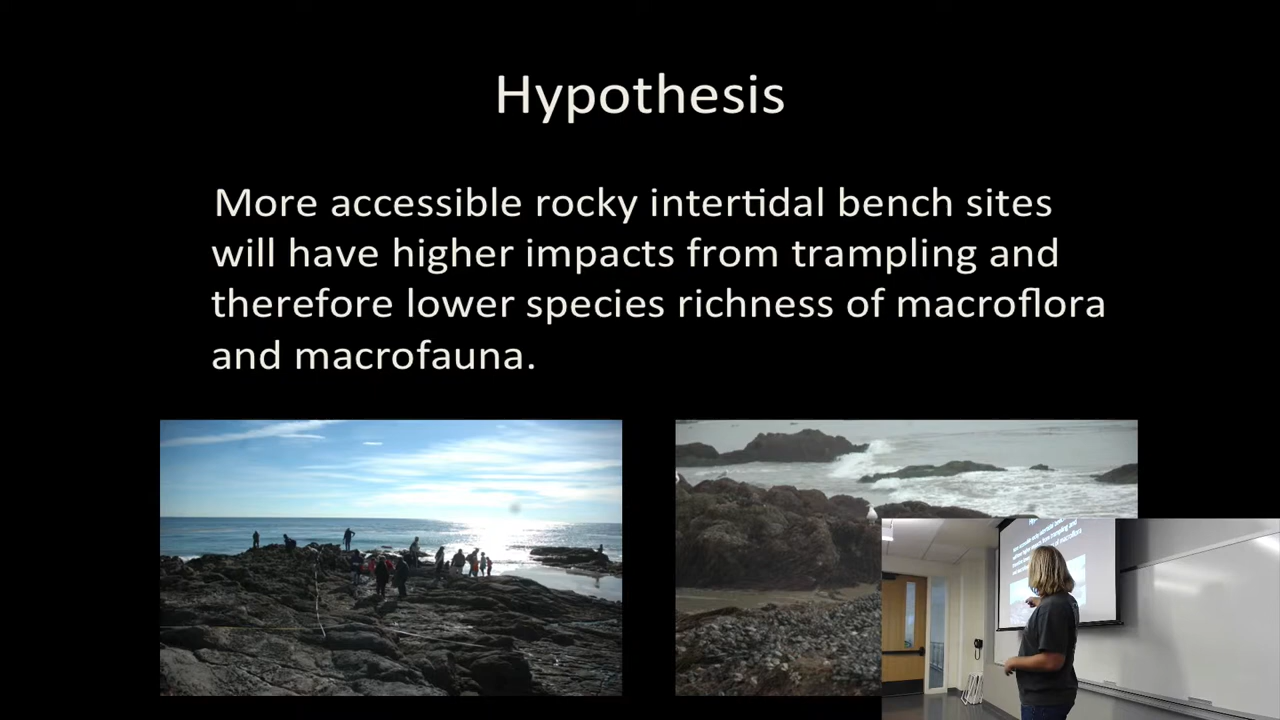 Hypothesis
More accessible rocky intertidal bench sites
will have higher impacts from trampling and
therefore lower species richness of macroflora
and macrofauna.